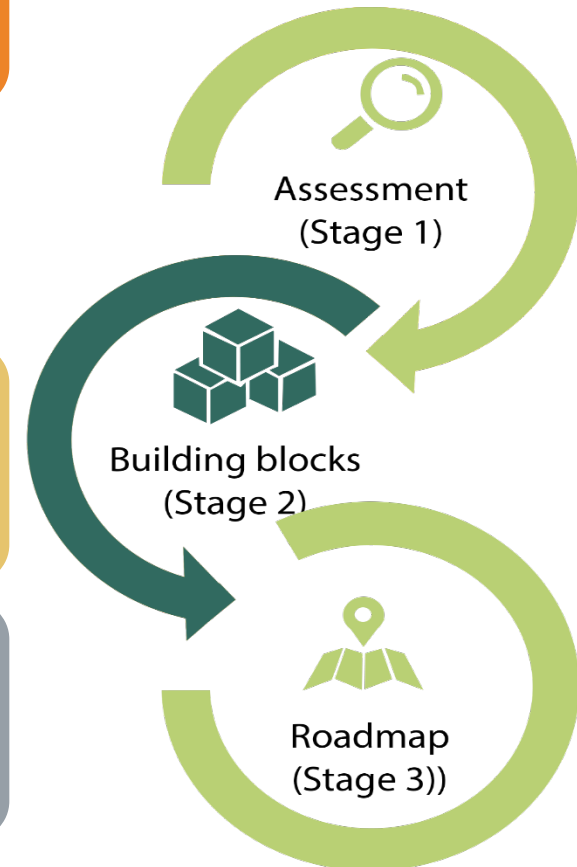 Assessment
(Stage 1)
Building blocks
(Stage 2)
Roadmap
(Stage 3))